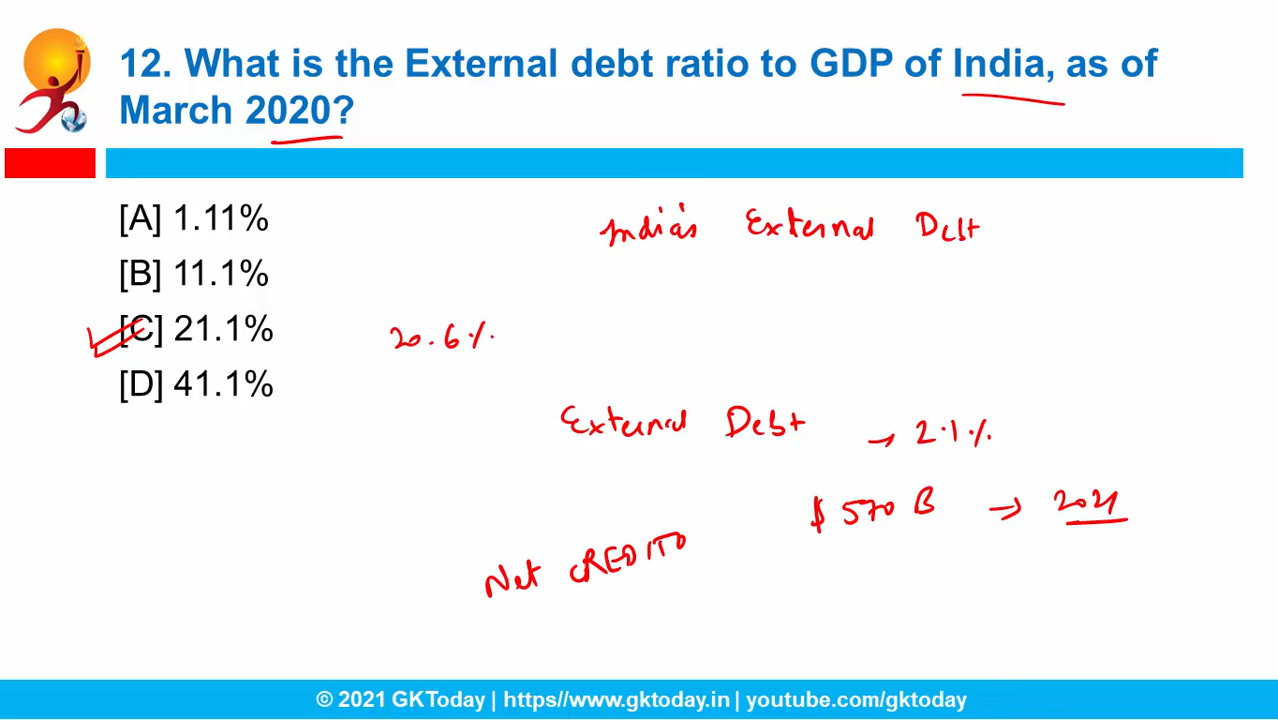 12. What is the External debt ratio to GDP of India, as of
March 2020?
[A] 1.11%
[B] 11.1%
[C] 21.1%
[D] 41.1%
India's External Debt
20.6%
External Debt → 2.1%
$ 570 B → 2021
Net CREDITO
© 2021 GKToday | https//www.gktoday.in | youtube.com/gktoday